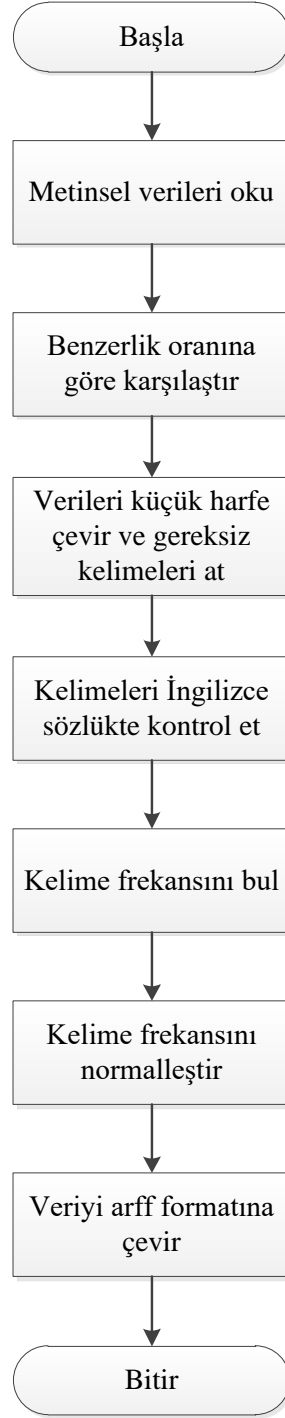 Başla
Metinsel verileri oku
Benzerlik oranına
göre karşılaştır
Verileri küçük harfe
çevir ve gereksiz
kelimeleri at
Kelimeleri İngilizce
sözlükte kontrol et
Kelime frekansını bul
Kelime frekansını
normalleştir
Veriyi arff formatına
çevir
Bitir